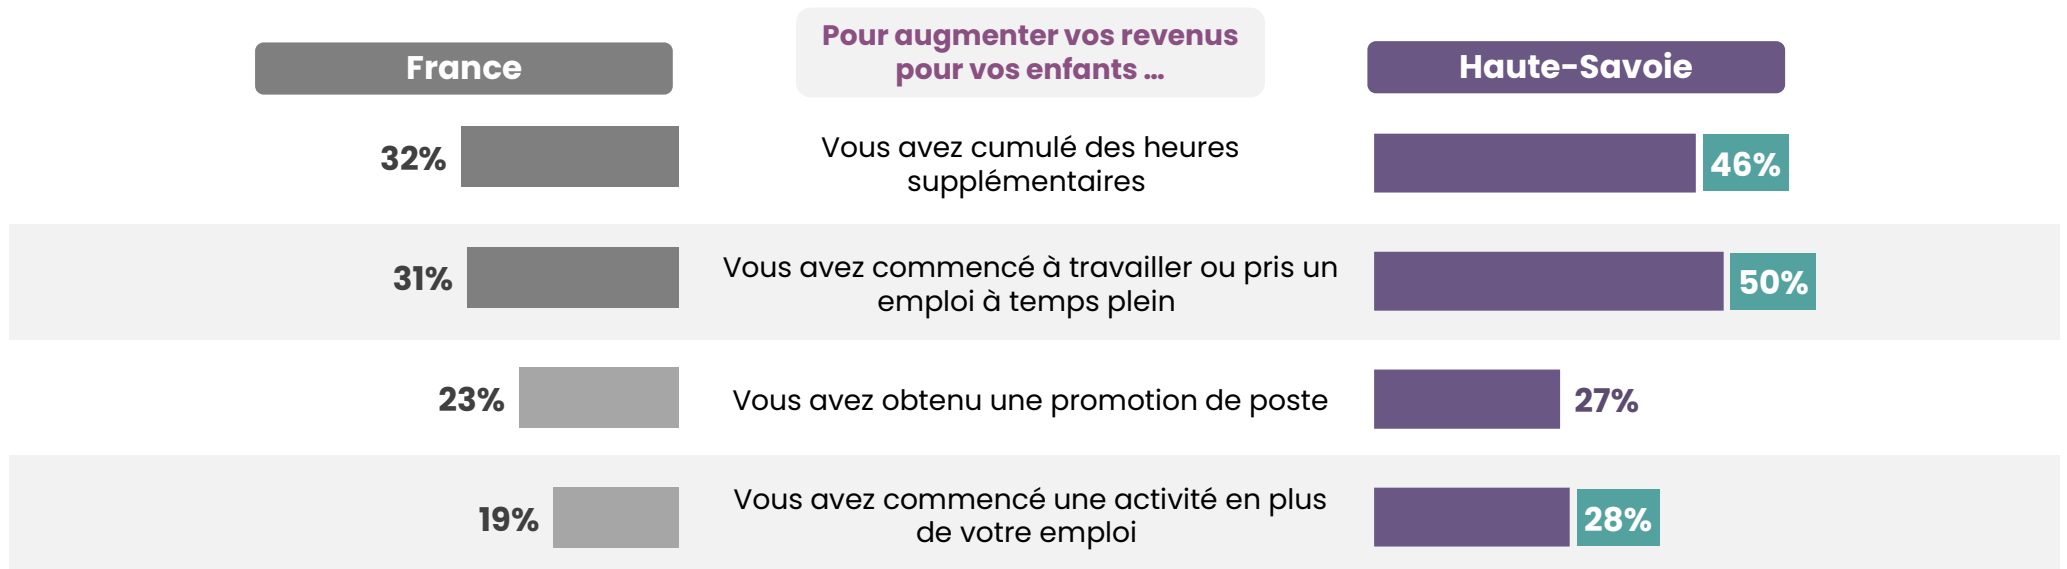 France
Pour augmenter vos revenus
pour vos enfants ...
Haute-Savoie
32%
Vous avez cumulé des heures
supplémentaires
46%
31%
Vous avez commencé à travailler ou pris un
emploi à temps plein
50%
23%
Vous avez obtenu une promotion de poste
27%
19%
Vous avez commencé une activité en plus
de votre emploi
28%